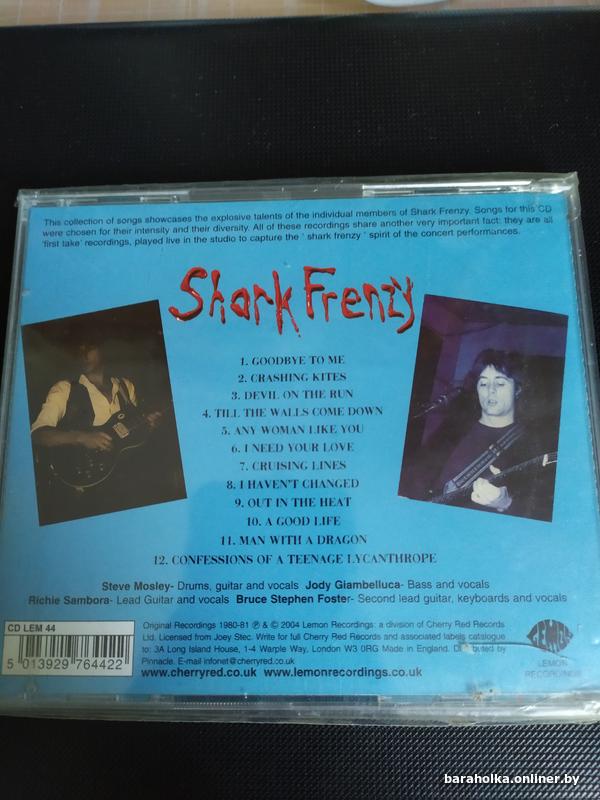 This collection of songs showcases the explosive talents of the individual members of Shark Frenzy. Songs for this CD
were chosen for their intensity and their diversity. All of these recordings share another very important fact: they are all
'first take' recordings, played live in the studio to capture the ' shark frenzy ' spirit of the concert performances.
Shark Frenzy
1. GOODBYE TO ME
2. CRASHING KITES
3. DEVIL ON THE RUN
4. TILL THE WALLS COME DOWN
5. ANY WOMAN LIKE YOU
6. I NEED YOUR LOVE
7. CRUISING LINES
8. I HAVEN'T CHANGED
9. OUT IN THE HEAT
10. A GOOD LIFE
11. MAN WITH A DRAGON
12. CONFESSIONS OF A TEENAGE LYCANTHROPE
Steve Mosley- Drums, guitar and vocals Jody Giambelluca- Bass and vocals
Richie Sambora- Lead Guitar and vocals Bruce Stephen Foster- Second lead guitar, keyboards and vocals
CD LEM 44
5 013929 764422
Original Recordings 1980-81 ℗ & © 2004 Lemon Recordings: a division of Cherry Red Records
Ltd. Licensed from Joey Stec. Write for full Cherry Red Records and associated labels catalogue
to: 3A Long Island House, 1-4 Warple Way, London W3 0RG Made in England. Distributed by
Pinnacle. E-mail infonet@cherryred.co.uk
www.cherryred.co.uk www.lemonrecordings.co.uk
LEMON
LEMON
RECORDINGS
baraholka.onliner.by